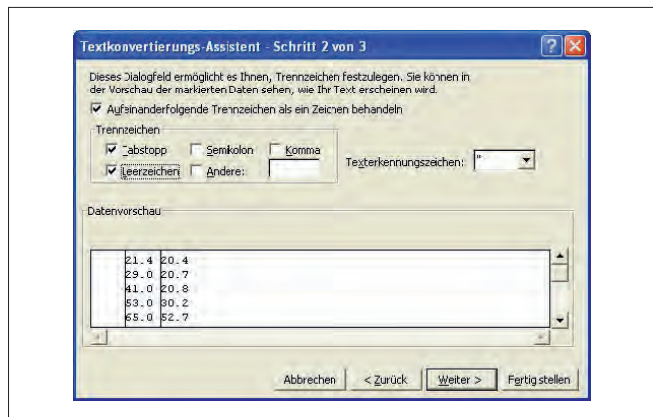 Textkonvertierungs-Assistent - Schritt 2 von 3
Dieses Dialogfeld ermöglicht es Ihnen, Trennzeichen festzulegen. Sie können in
der Vorschau der markierten Daten sehen, wie Ihr Text erscheinen wird.
Aufeinanderfolgende Trennzeichen als ein Zeichen behandeln
Trennzeichen
Tabstopp Semikolon Komma
Texterkennungszeichen: "
Leerzeichen Andere:
Datenvorschau
21.4 20.4
29.0 20.7
41.0 20.8
53.0 30.2
65.0 52.7
Abbrechen < Zurück Weiter > Fertig stellen